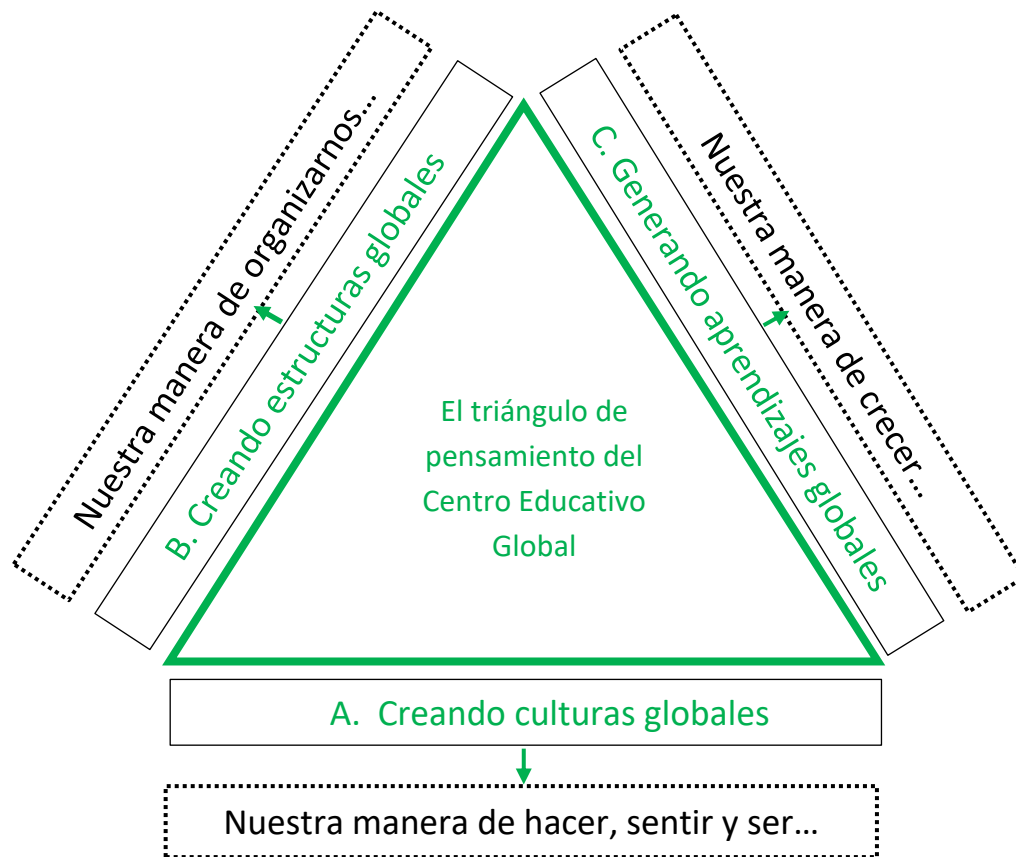 Nuestra manera de organizarnos...
B. Creando estructuras globales
C. Generando aprendizajes globales
Nuestra manera de crecer...
El triángulo de
pensamiento del
Centro Educativo
Global
A. Creando culturas globales
Nuestra manera de hacer, sentir y ser...